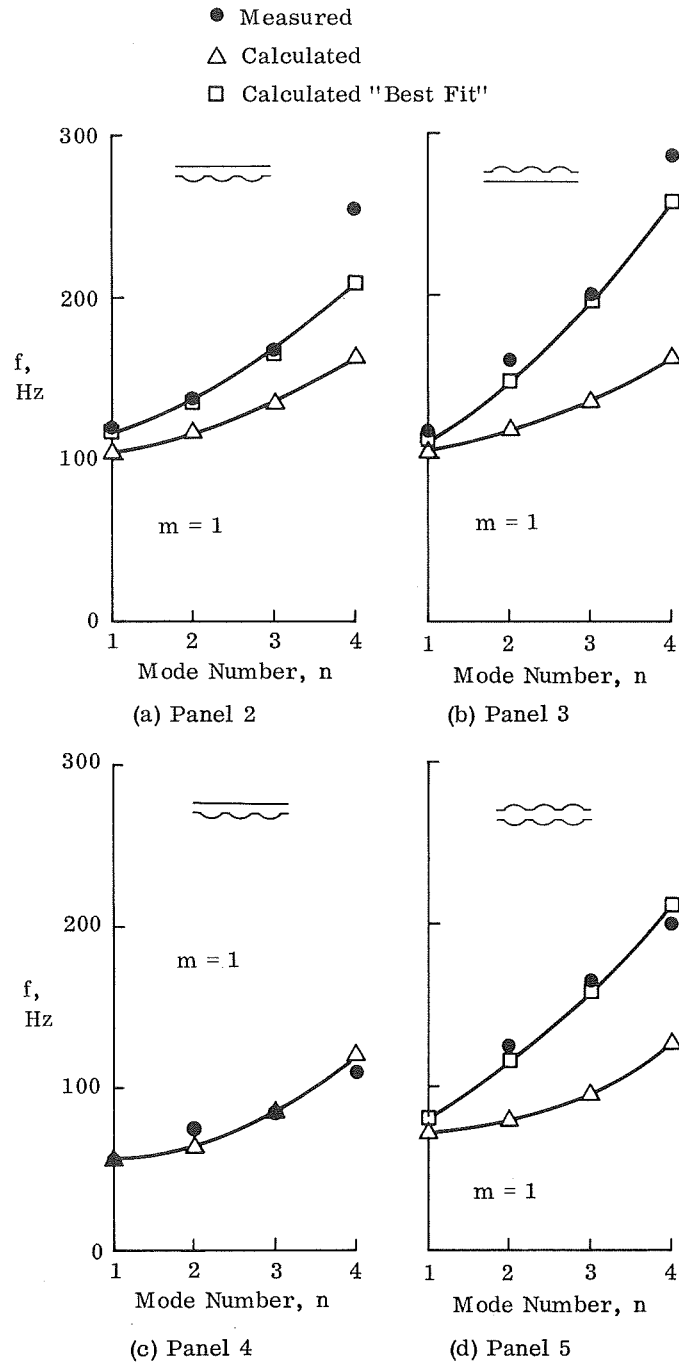 Measured
Calculated
Calculated "Best Fit"
300
200
f,
Hz
100
m = 1
0
1 2 3 4
Mode Number, n
(a) Panel 2
m = 1
1 2 3 4
Mode Number, n
(b) Panel 3
300
200
m = 1
f,
Hz
100
0
1 2 3 4
Mode Number, n
(c) Panel 4
m = 1
1 2 3 4
Mode Number, n
(d) Panel 5